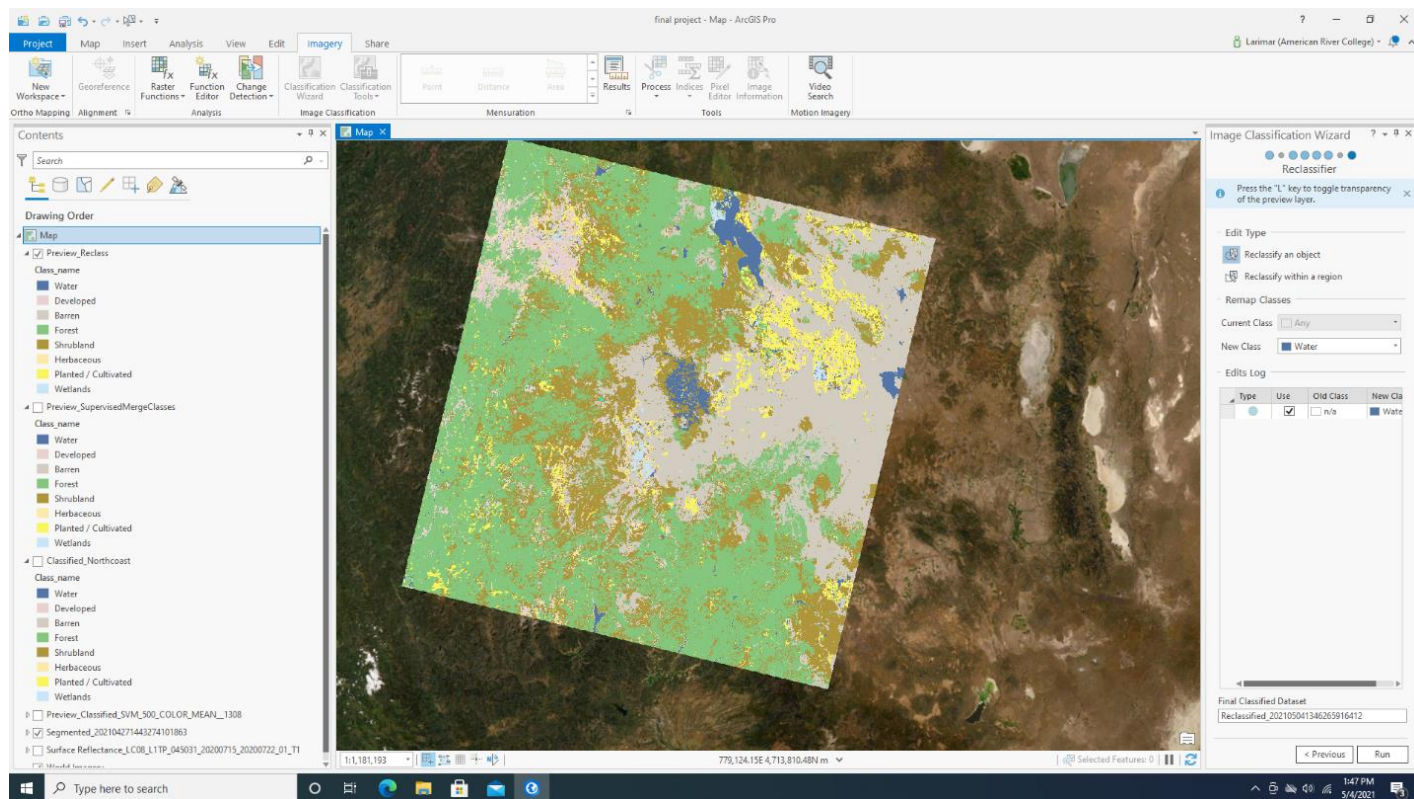 final project - Map - ArcGIS Pro
? — X
Project Map Insert Analysis View Edit Imagery Share
Larimar (American River College)
New Workspace
Georeference
Raster Functions
Function Editor
Change Detection
Classification Wizard
Classification Tools
Point
Distance
Area
Results
Process
Indices
Pixel Editor
Image Information
Video Search
Ortho Mapping Alignment Analysis Image Classification Mensuration Tools Motion Imagery
Contents
Search
Drawing Order
Map
Preview_Reclass
Class_name
Water
Developed
Barren
Forest
Shrubland
Herbaceous
Planted / Cultivated
Wetlands
Preview_SupervisedMergeClasses
Class_name
Water
Developed
Barren
Forest
Shrubland
Herbaceous
Planted / Cultivated
Wetlands
Classified_Northcoast
Class_name
Water
Developed
Barren
Forest
Shrubland
Herbaceous
Planted / Cultivated
Wetlands
Preview_Classified_SVM_500_COLOR_MEAN__1308
Segmented_202104271443274101863
Surface Reflectance_LC08_L1TP_045031_20200715_20200722_01_T1
World Imagery
Map
1:1,181,193
779,124.15E 4,713,810.48N m
Selected Features: 0
Image Classification Wizard
Reclassifier
Press the "L" key to toggle transparency
of the preview layer.
Edit Type
Reclassify an object
Reclassify within a region
Remap Classes
Current Class Any
New Class Water
Edits Log
Type Use Old Class New Cla
n/a Wate
Final Classified Dataset
Reclassified_202105041346265916412
< Previous Run
Type here to search
1:47 PM
5/4/2021